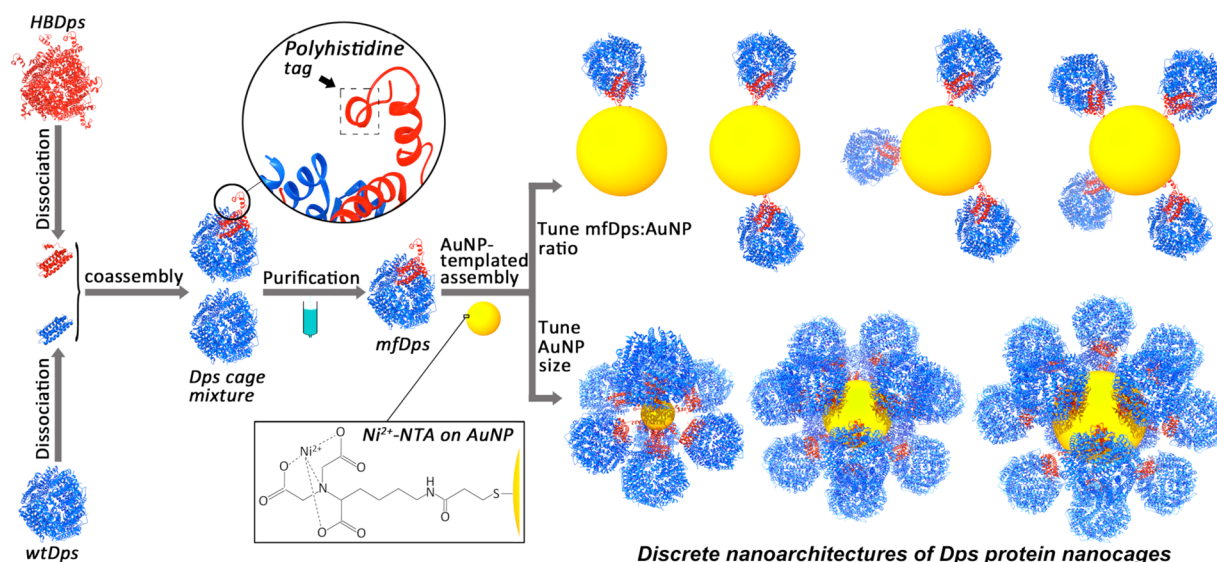 HBDps
Dissociation
coassembly
Dissociation
wtDps
Polyhistidine
tag
Dps cage
mixture
Purification
mfDps
AuNP-
templated
assembly
Ni²⁺-NTA on AuNP
O
Ni²⁺
O
O
O
N
H
N
S
O
O
O
Tune mfDps:AuNP
ratio
Tune
AuNP
size
Discrete nanoarchitectures of Dps protein nanocages